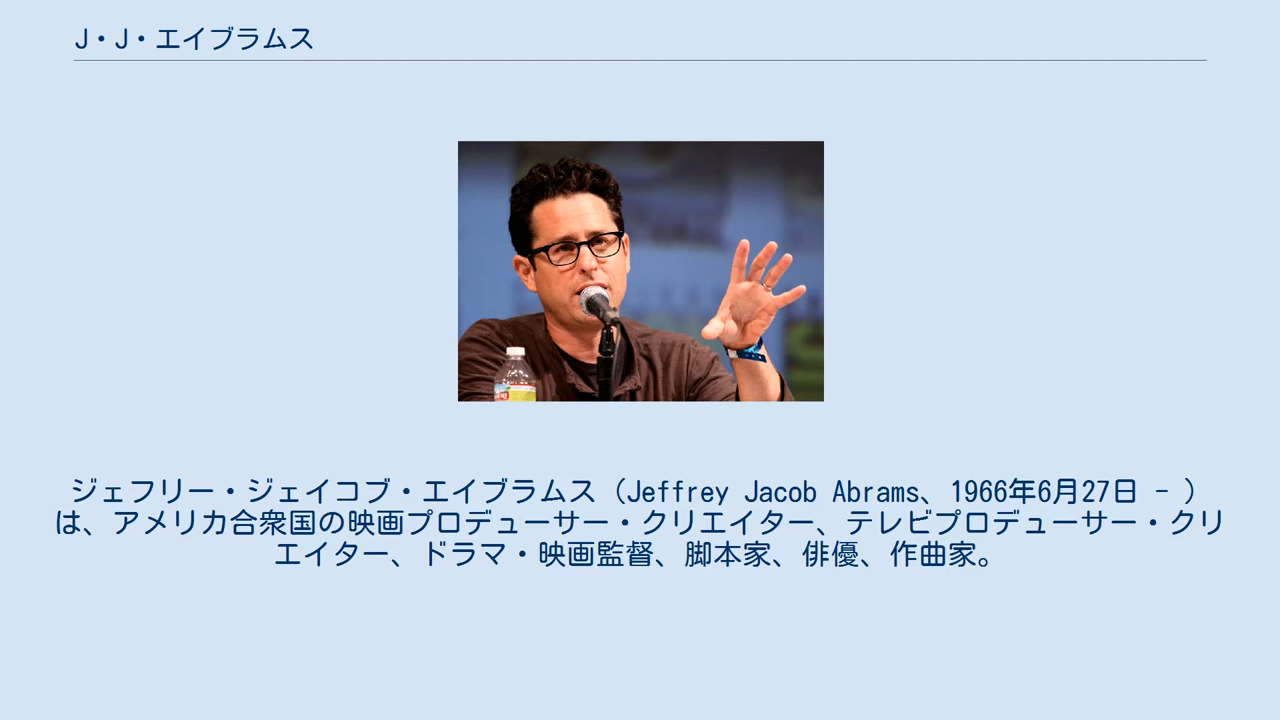 J・J・エイブラムス
ジェフリー・ジェイコブ・エイブラムス（Jeffrey Jacob Abrams、1966年6月27日 - ）
は、アメリカ合衆国の映画プロデューサー・クリエイター、テレビプロデューサー・クリ
エイター、ドラマ・映画監督、脚本家、俳優、作曲家。